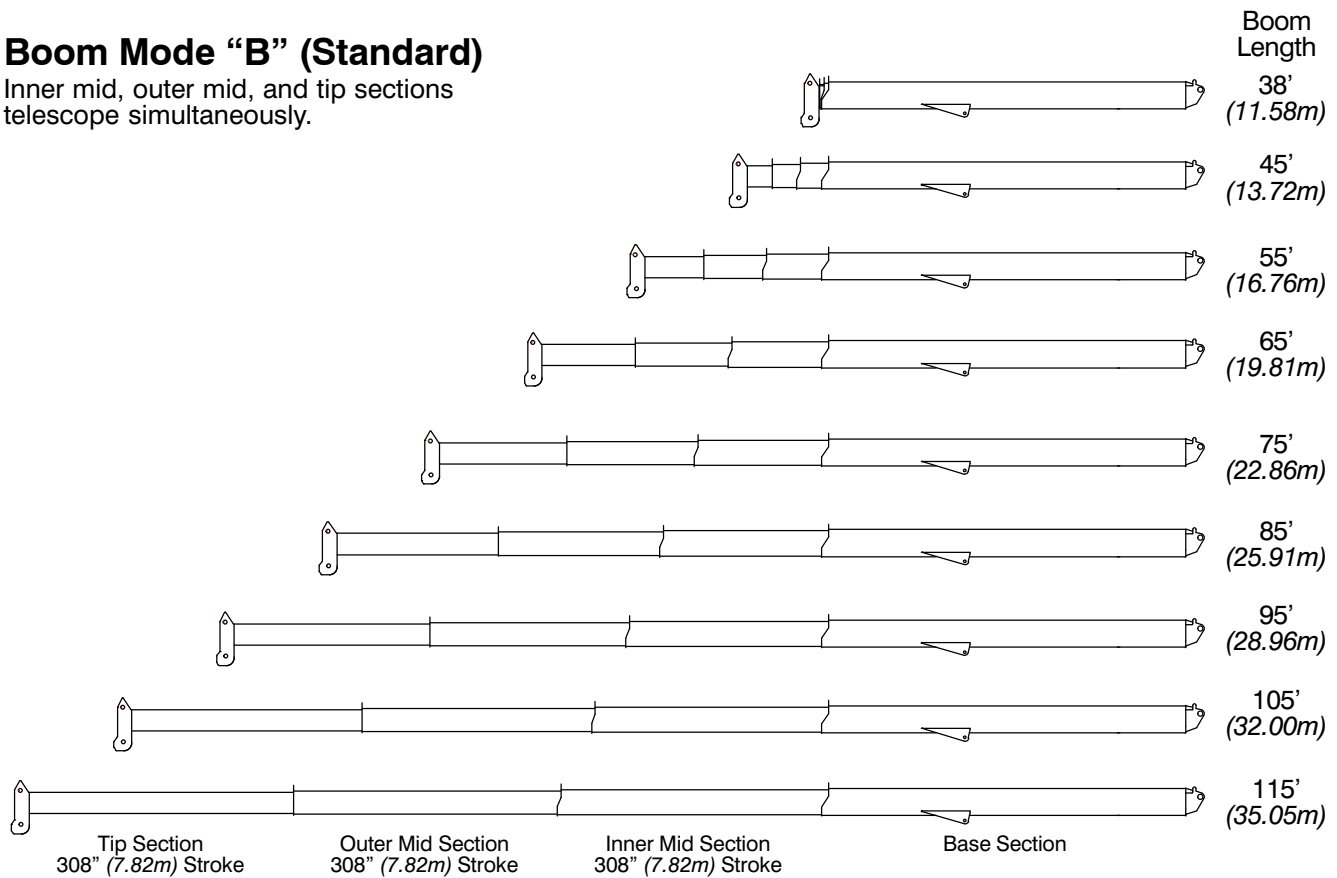 Boom Mode “B” (Standard)
Inner mid, outer mid, and tip sections
telescope simultaneously.
Boom
Length
38’
(11.58m)
45’
(13.72m)
55’
(16.76m)
65’
(19.81m)
75’
(22.86m)
85’
(25.91m)
95’
(28.96m)
105’
(32.00m)
115’
(35.05m)
Tip Section
308” (7.82m) Stroke
Outer Mid Section
308” (7.82m) Stroke
Inner Mid Section
308” (7.82m) Stroke
Base Section